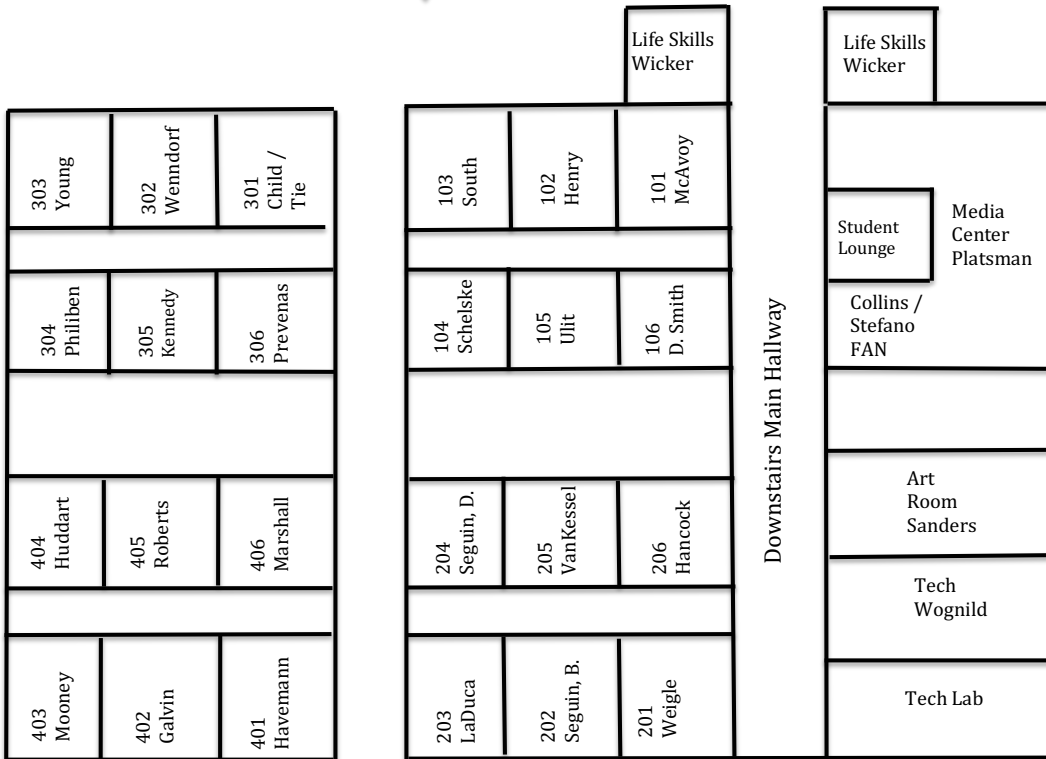 Life Skills
Wicker
Life Skills
Wicker
303
Young
302
Wenndorf
301
Child /
Tie
103
South
102
Henry
101
McAvoy
Student
Lounge
Media
Center
Platsman
304
Philiben
305
Kennedy
306
Prevenas
104
Schelske
105
Ulit
106
D. Smith
Collins /
Stefano
FAN
Downstairs Main Hallway
404
Huddart
405
Roberts
406
Marshall
204
Seguin, D.
205
VanKessel
206
Hancock
Art
Room
Sanders
Tech
Wognild
403
Mooney
402
Galvin
401
Havemann
203
LaDuca
202
Seguin, B.
201
Weigle
Tech Lab